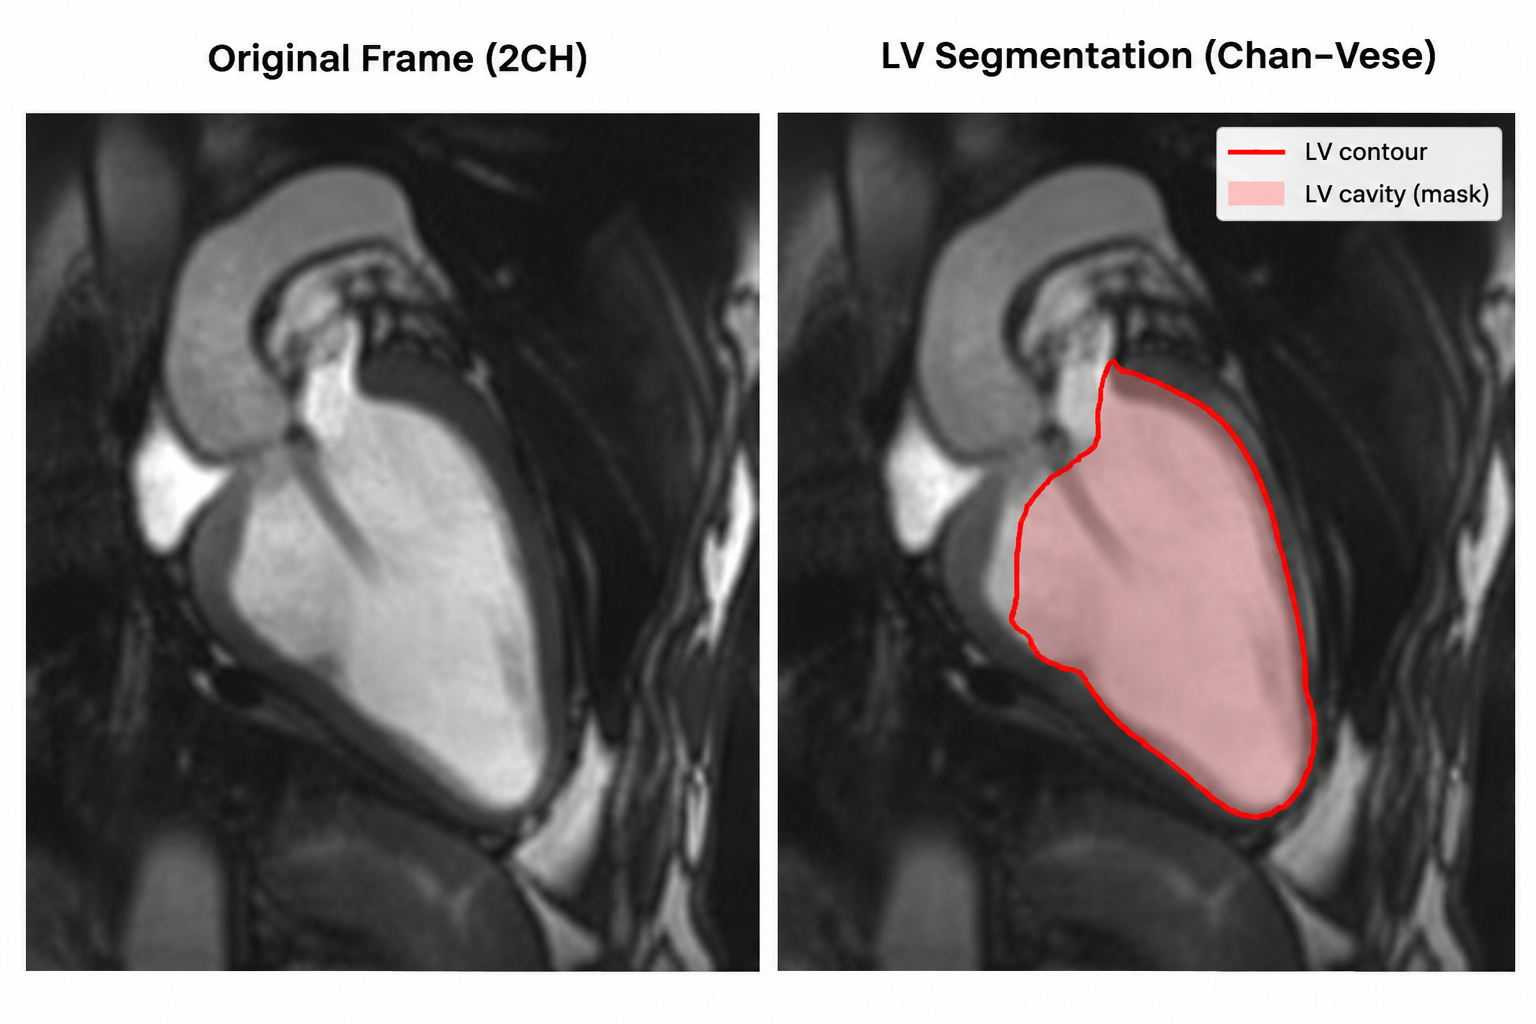 Original Frame (2CH)
LV Segmentation (Chan–Vese)
LV contour
LV cavity (mask)